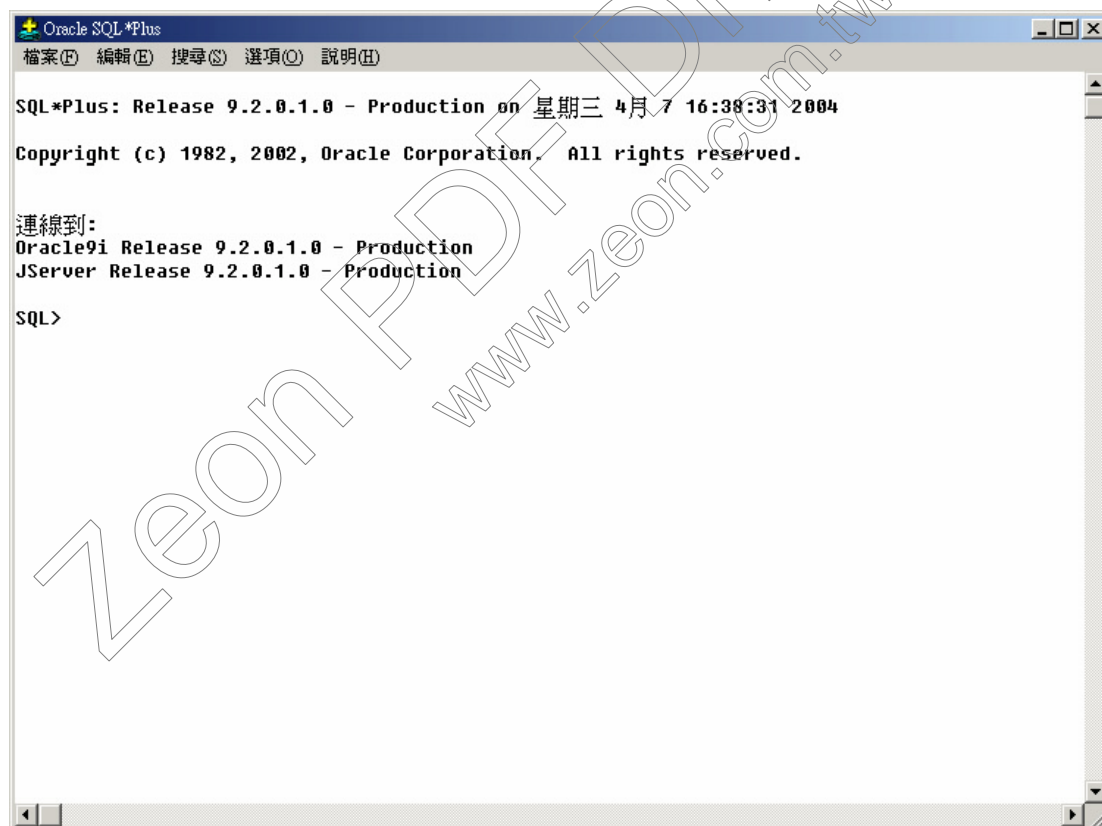 Oracle SQL*Plus
檔案(F) 編輯(E) 搜尋(S) 選項(O) 說明(H)
SQL*Plus: Release 9.2.0.1.0 - Production on 星期三 4月 7 16:38:31 2004
Copyright (c) 1982, 2002, Oracle Corporation.  All rights reserved.
連線到:
Oracle9i Release 9.2.0.1.0 - Production
JServer Release 9.2.0.1.0 - Production
SQL>
Zeon PDF
www.zeon.com.tw